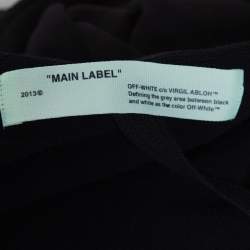 "MAIN LABEL"
2013©
OFF-WHITE c/o VIRGIL ABLOH™
Defining the grey area between black
and white as the color Off-White™